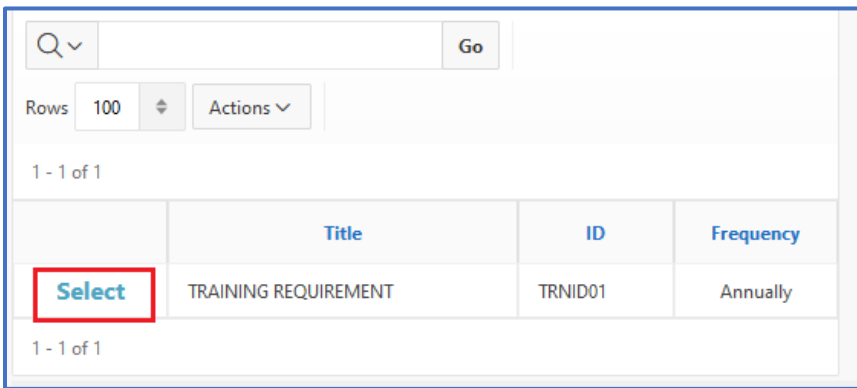 Go
Rows 100 Actions
1 - 1 of 1
Title ID Frequency
Select TRAINING REQUIREMENT TRNID01 Annually
1 - 1 of 1